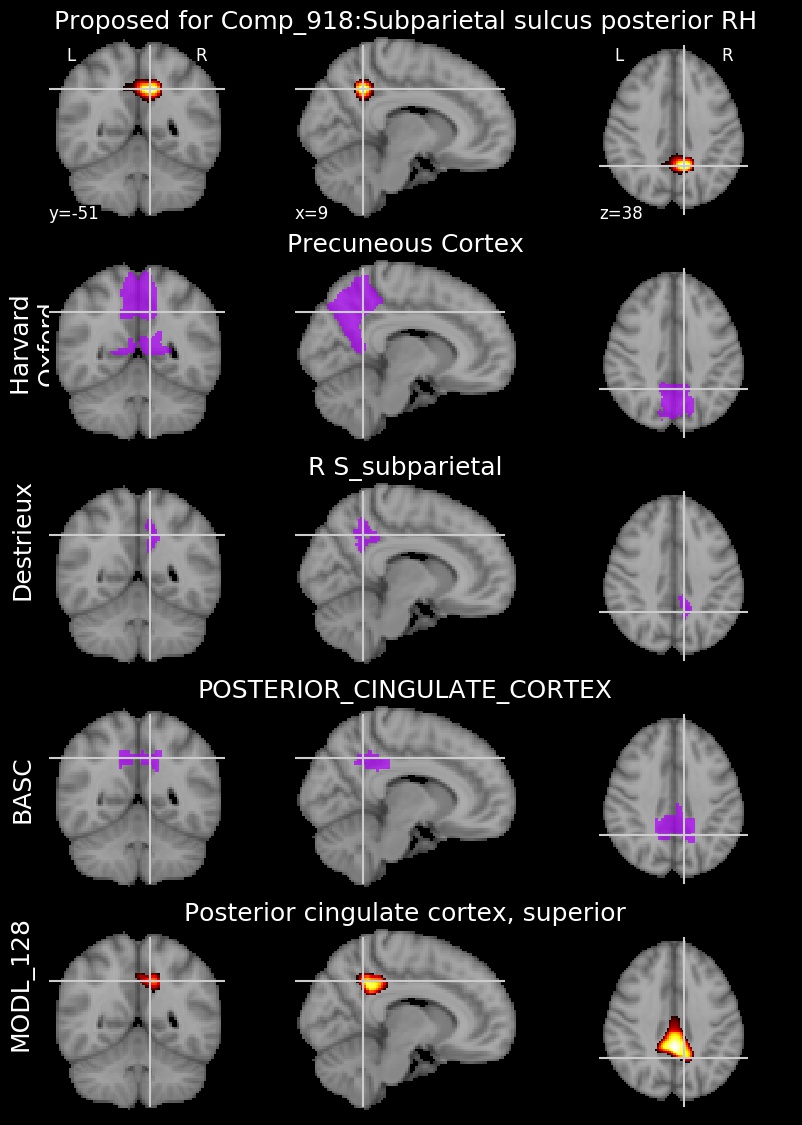 Proposed for Comp_918:Subparietal sulcus posterior RH
L R L R
y=-51 x=9 z=38
Precuneous Cortex
Harvard
Oxford
R S_subparietal
Destrieux
POSTERIOR_CINGULATE_CORTEX
BASC
Posterior cingulate cortex, superior
MODL_128